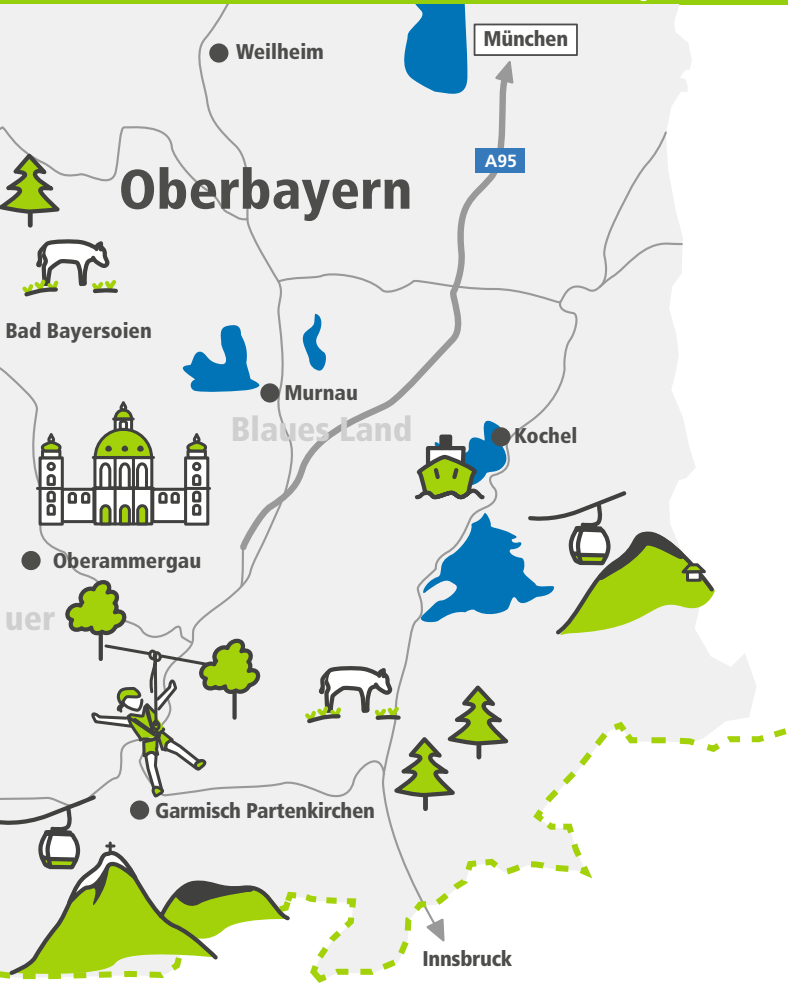 Weilheim
München
A95
Oberbayern
Bad Bayersoien
Murnau
Blaues Land
Kochel
Oberammergau
uer
Garmisch Partenkirchen
Innsbruck